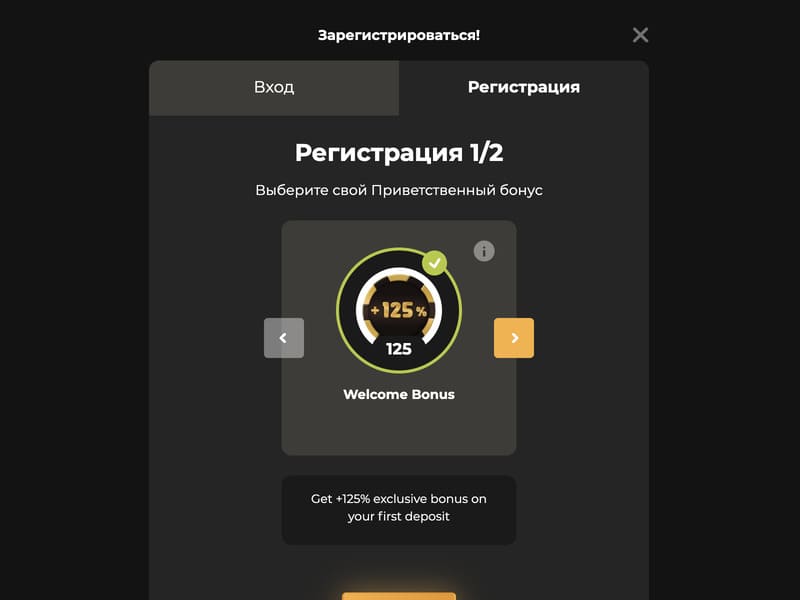 Зарегистрироваться!
Вход
Регистрация
Регистрация 1/2
Выберите свой Приветственный бонус
+125%
125
Welcome Bonus
Get +125% exclusive bonus on
your first deposit